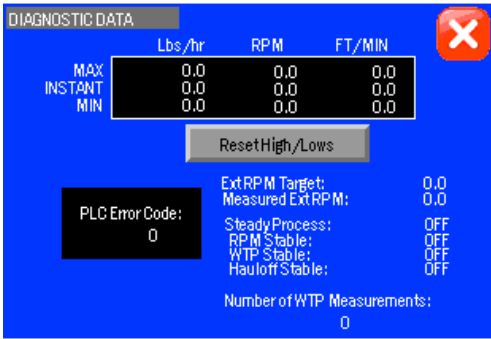 DIAGNOSTIC DATA
Lbs/hr RPM FT/MIN
MAX 0.0 0.0 0.0
INSTANT 0.0 0.0 0.0
MIN 0.0 0.0 0.0
Reset High/Lows
Ext RPM Target: 0.0
Measured Ext RPM: 0.0
PLC Error Code:
0
Steady Process: OFF
RPM Stable: OFF
WTP Stable: OFF
Hauloff Stable: OFF
Number of WTP Measurements:
0